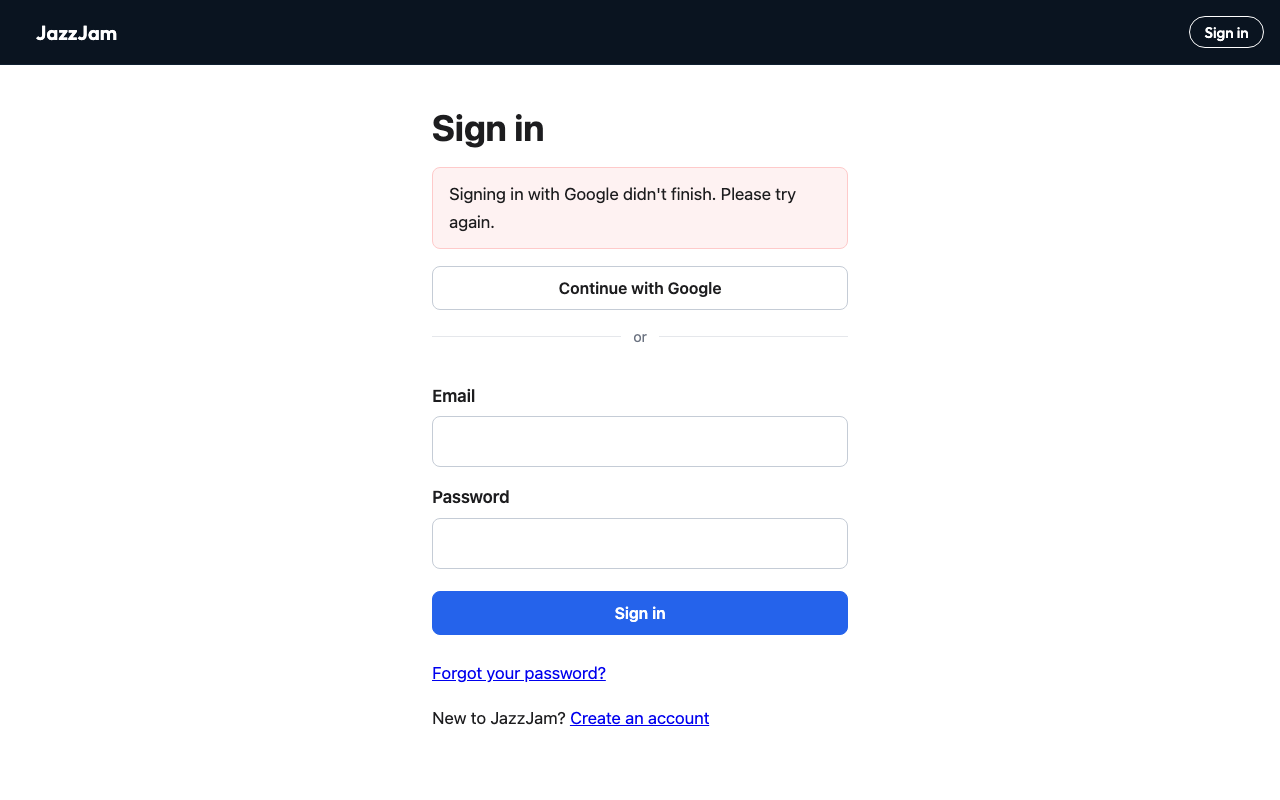 JazzJam
Sign in
Sign in
Signing in with Google didn't finish. Please try
again.
Continue with Google
or
Email
Password
Sign in
Forgot your password?
New to JazzJam? Create an account